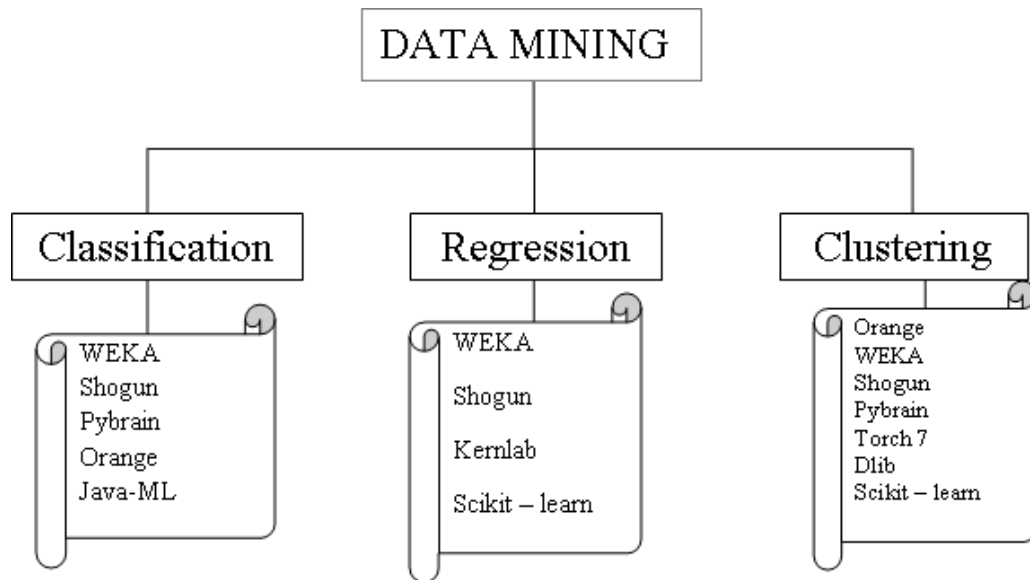 DATA MINING
Classification
Regression
Clustering
WEKA
Shogun
Pybrain
Orange
Java-ML
WEKA
Shogun
Kernlab
Scikit – learn
Orange
WEKA
Shogun
Pybrain
Torch 7
Dlib
Scikit – learn